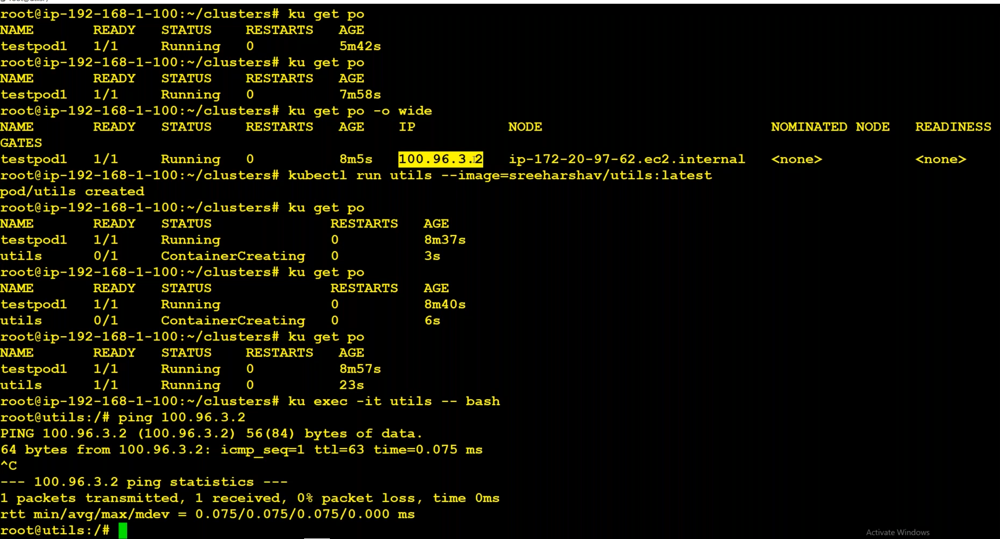 root@ip-192-168-1-100:~/clusters# ku get po
NAME READY STATUS RESTARTS AGE
testpod1 1/1 Running 0 5m42s
root@ip-192-168-1-100:~/clusters# ku get po
NAME READY STATUS RESTARTS AGE
testpod1 1/1 Running 0 7m58s
root@ip-192-168-1-100:~/clusters# ku get po -o wide
NAME READY STATUS RESTARTS AGE IP NODE NOMINATED NODE READINESS
GATES
testpod1 1/1 Running 0 8m5s 100.96.3.2 ip-172-20-97-62.ec2.internal <none> <none>
root@ip-192-168-1-100:~/clusters# kubectl run utils --image=sreeharshav/utils:latest
pod/utils created
root@ip-192-168-1-100:~/clusters# ku get po
NAME READY STATUS RESTARTS AGE
testpod1 1/1 Running 0 8m37s
utils 0/1 ContainerCreating 0 3s
root@ip-192-168-1-100:~/clusters# ku get po
NAME READY STATUS RESTARTS AGE
testpod1 1/1 Running 0 8m40s
utils 0/1 ContainerCreating 0 6s
root@ip-192-168-1-100:~/clusters# ku get po
NAME READY STATUS RESTARTS AGE
testpod1 1/1 Running 0 8m57s
utils 1/1 Running 0 23s
root@ip-192-168-1-100:~/clusters# ku exec -it utils -- bash
root@utils:/# ping 100.96.3.2
PING 100.96.3.2 (100.96.3.2) 56(84) bytes of data.
64 bytes from 100.96.3.2: icmp_seq=1 ttl=63 time=0.075 ms
^C
--- 100.96.3.2 ping statistics ---
1 packets transmitted, 1 received, 0% packet loss, time 0ms
rtt min/avg/max/mdev = 0.075/0.075/0.075/0.000 ms
root@utils:/#
Activate Windows